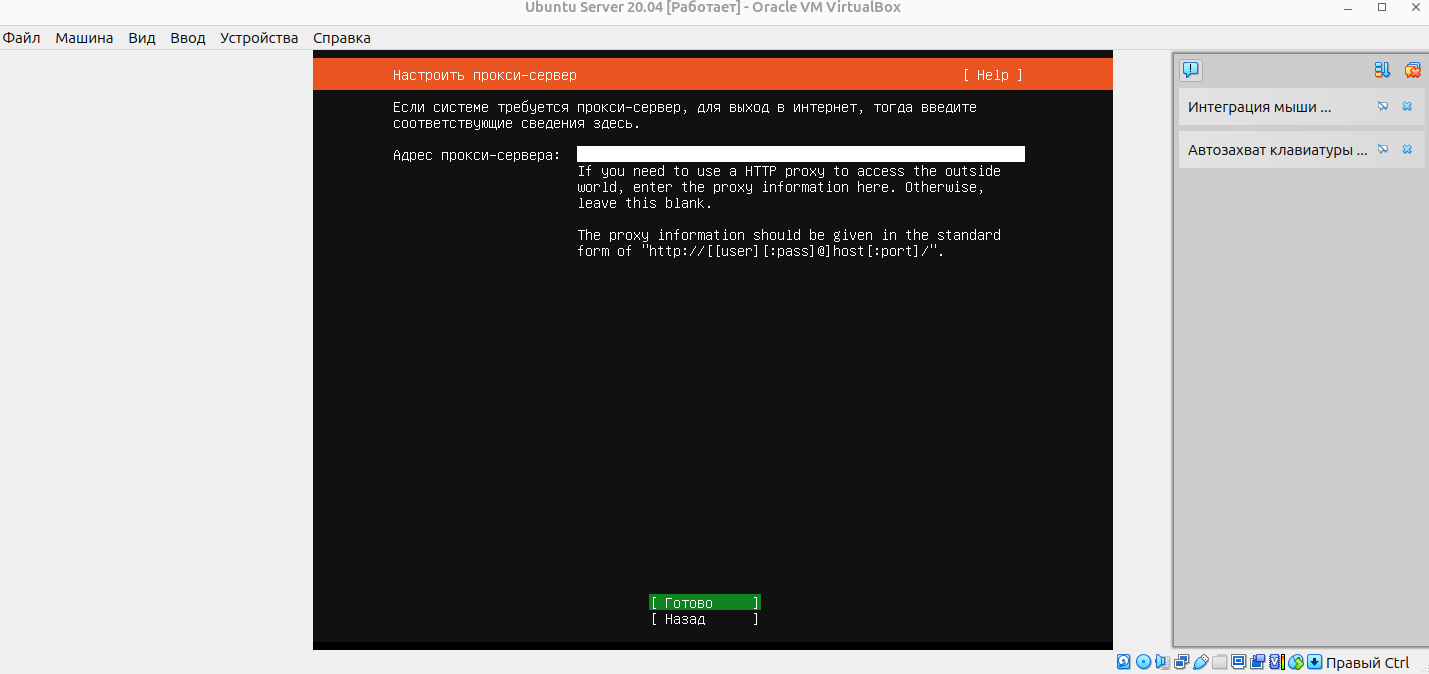 Ubuntu Server 20.04 [Работает] - Oracle VM VirtualBox
Файл Машина Вид Ввод Устройства Справка
Настроить прокси-сервер [ Help ]
Если системе требуется прокси-сервер, для выход в интернет, тогда введите
соответствующие сведения здесь.
Адрес прокси-сервера:
If you need to use a HTTP proxy to access the outside
world, enter the proxy information here. Otherwise,
leave this blank.
The proxy information should be given in the standard
form of "http://[[user][:pass]@]host[:port]/".
[ Готово ]
[ Назад ]
Интеграция мыши ...
Автозахват клавиатуры ...
Правый Ctrl